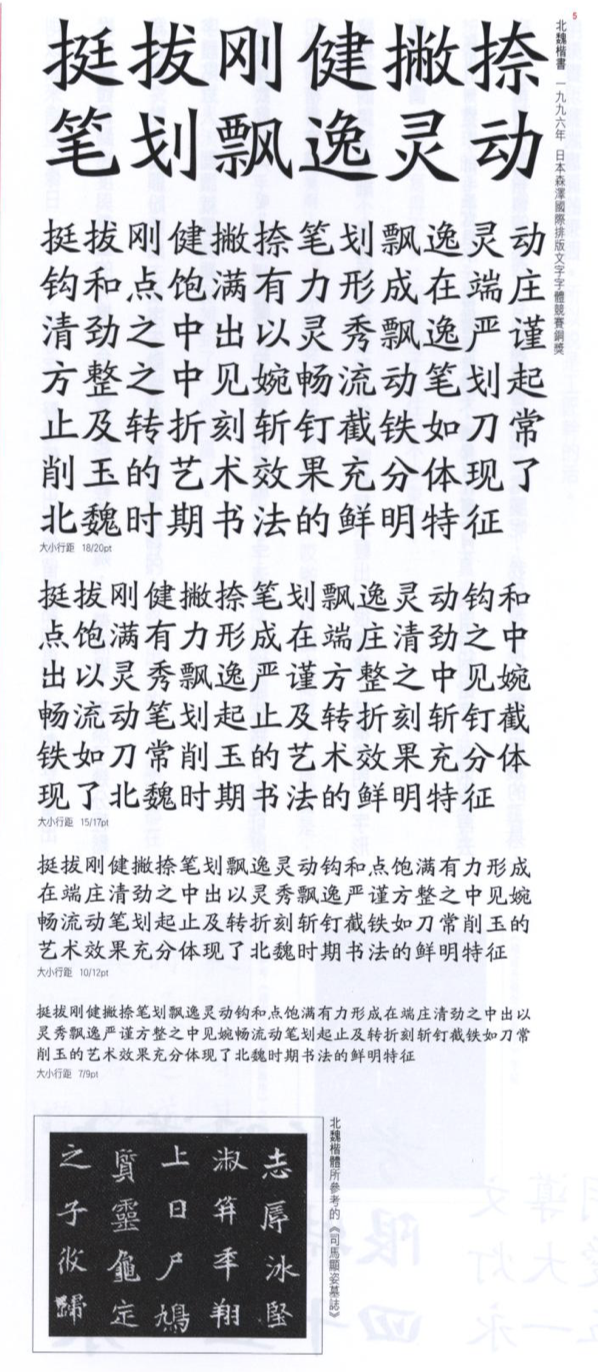 5
北魏楷書 一九九六年 日本森澤國際排版文字字體競賽銅獎
挺拔刚健撇捺
笔划飘逸灵动
挺拔刚健撇捺笔划飘逸灵动
钩和点饱满有力形成在端庄
清劲之中出以灵秀飘逸严谨
方整之中见婉畅流动笔划起
止及转折刻斩钉截铁如刀常
削玉的艺术效果充分体现了
北魏时期书法的鲜明特征
大小行距 18/20pt
挺拔刚健撇捺笔划飘逸灵动钩和
点饱满有力形成在端庄清劲之中
出以灵秀飘逸严谨方整之中见婉
畅流动笔划起止及转折刻斩钉截
铁如刀常削玉的艺术效果充分体
现了北魏时期书法的鲜明特征
大小行距 15/17pt
挺拔刚健撇捺笔划飘逸灵动钩和点饱满有力形成
在端庄清劲之中出以灵秀飘逸严谨方整之中见婉
畅流动笔划起止及转折刻斩钉截铁如刀常削玉的
艺术效果充分体现了北魏时期书法的鲜明特征
大小行距 10/12pt
挺拔刚健撇捺笔划飘逸灵动钩和点饱满有力形成在端庄清劲之中出以
灵秀飘逸严谨方整之中见婉畅流动笔划起止及转折刻斩钉截铁如刀常
削玉的艺术效果充分体现了北魏时期书法的鲜明特征
大小行距 7/9pt
北魏楷體所參考的《司馬顯姿墓誌》
志冰堅
淑笄年翔
上日尸鳩
質靈龜定
之子攸歸